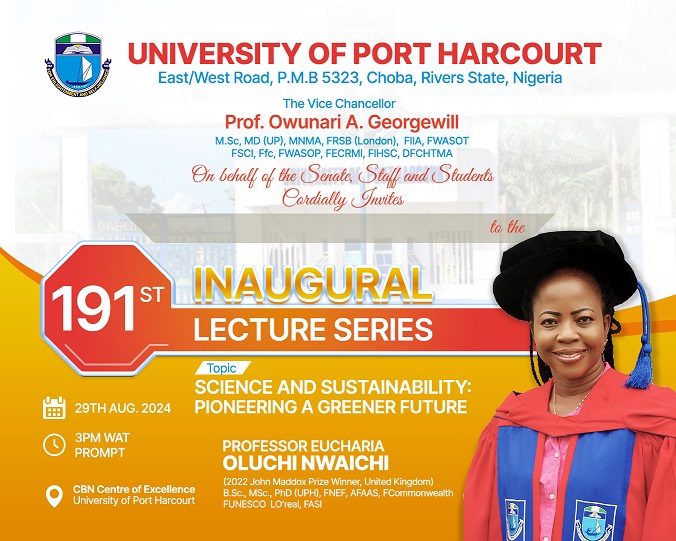 UNIVERSITY OF PORT HARCOURT
East/West Road, P.M.B 5323, Choba, Rivers State, Nigeria
The Vice Chancellor
Prof. Owunari A. Georgewill
M.Sc, MD (UP), MNMA, FRSB (London), FIIA, FWASOT
FSCI, Ffc, FWASOP, FECRMI, FIHSC, DFCHTMA
On behalf of the Senate, Staff and Students
Cordially Invites
to the
191ST
INAUGURAL
LECTURE SERIES
Topic
SCIENCE AND SUSTAINABILITY:
PIONEERING A GREENER FUTURE
29TH AUG. 2024
3PM WAT
PROMPT
CBN Centre of Excellence
University of Port Harcourt
PROFESSOR EUCHARIA
OLUCHI NWAICHI
(2022 John Maddox Prize Winner, United Kingdom)
B.Sc., MSc., PhD (UPH), FNEF, AFAAS, FCommonwealth
FUNESCO LO'real, FASI